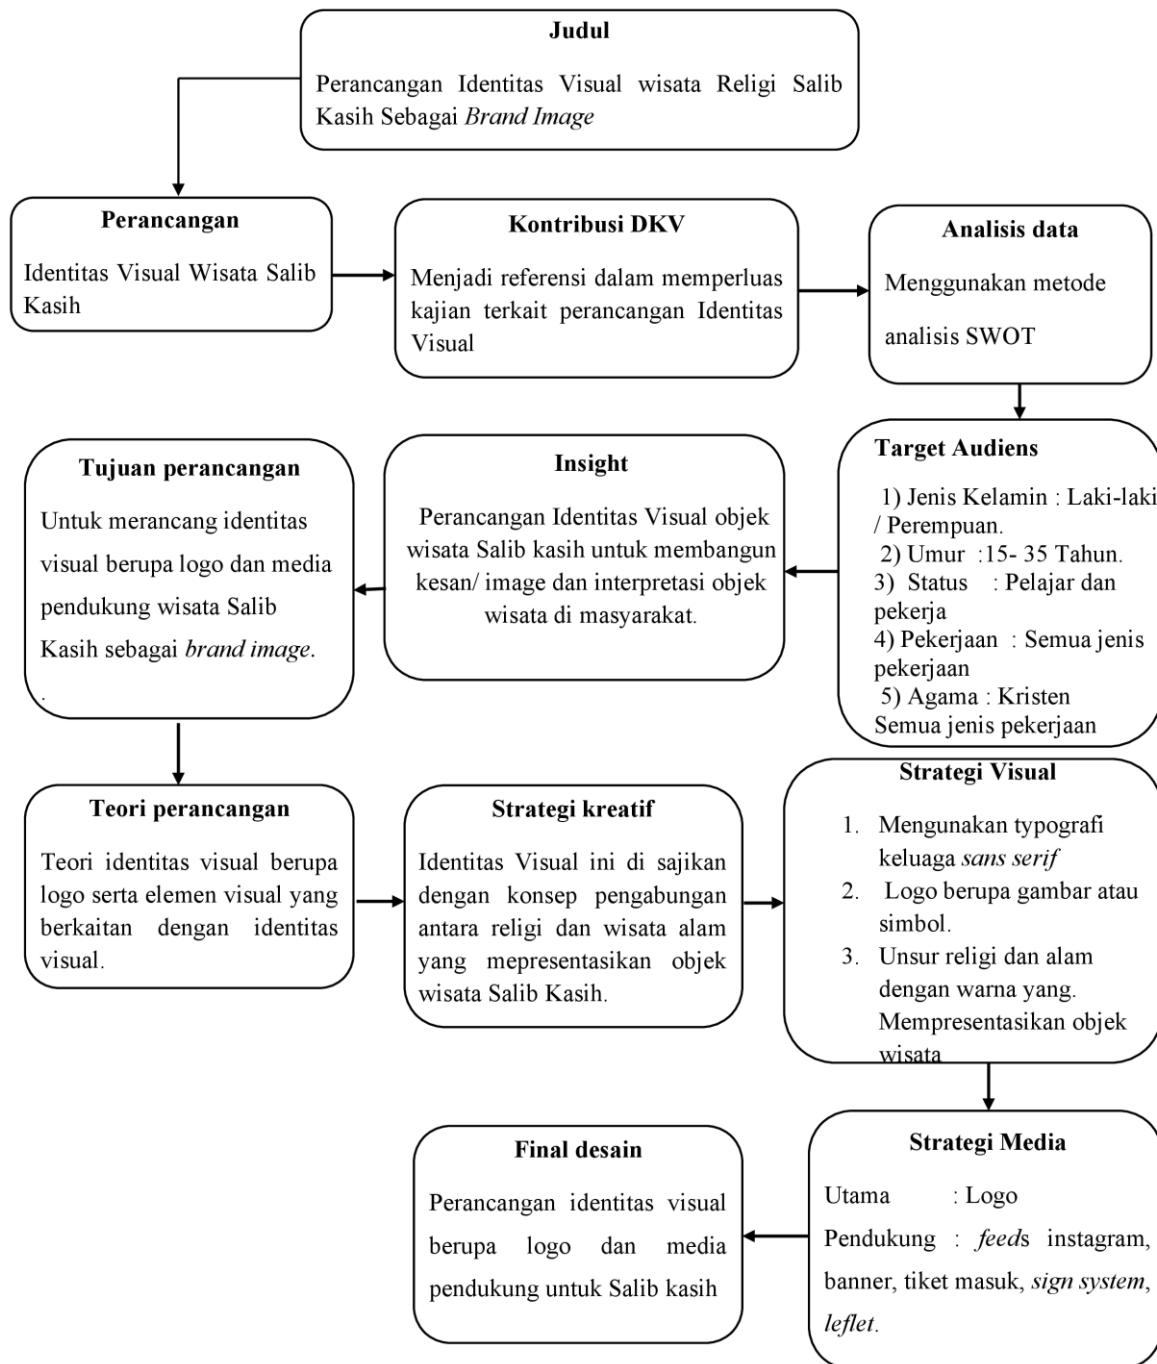 Judul
Perancangan Identitas Visual wisata Religi Salib
Kasih Sebagai Brand Image
Perancangan
Identitas Visual Wisata Salib
Kasih
Kontribusi DKV
Menjadi referensi dalam memperluas
kajian terkait perancangan Identitas
Visual
Analisis data
Menggunakan metode
analisis SWOT
Target Audiens
1) Jenis Kelamin : Laki-laki
/ Perempuan.
2) Umur :15- 35 Tahun.
3) Status : Pelajar dan
pekerja
4) Pekerjaan : Semua jenis
pekerjaan
5) Agama : Kristen
Semua jenis pekerjaan
Insight
Perancangan Identitas Visual objek
wisata Salib kasih untuk membangun
kesan/ image dan interpretasi objek
wisata di masyarakat.
Tujuan perancangan
Untuk merancang identitas
visual berupa logo dan media
pendukung wisata Salib
Kasih sebagai brand image.
.
Teori perancangan
Teori identitas visual berupa
logo serta elemen visual yang
berkaitan dengan identitas
visual.
Strategi kreatif
Identitas Visual ini di sajikan
dengan konsep pengabungan
antara religi dan wisata alam
yang mepresentasikan objek
wisata Salib Kasih.
Strategi Visual
1. Mengunakan typografi
keluaga sans serif
2. Logo berupa gambar atau
simbol.
3. Unsur religi dan alam
dengan warna yang.
Mempresentasikan objek
wisata
Strategi Media
Utama : Logo
Pendukung : feeds instagram,
banner, tiket masuk, sign system,
leflet.
Final desain
Perancangan identitas visual
berupa logo dan media
pendukung untuk Salib kasih